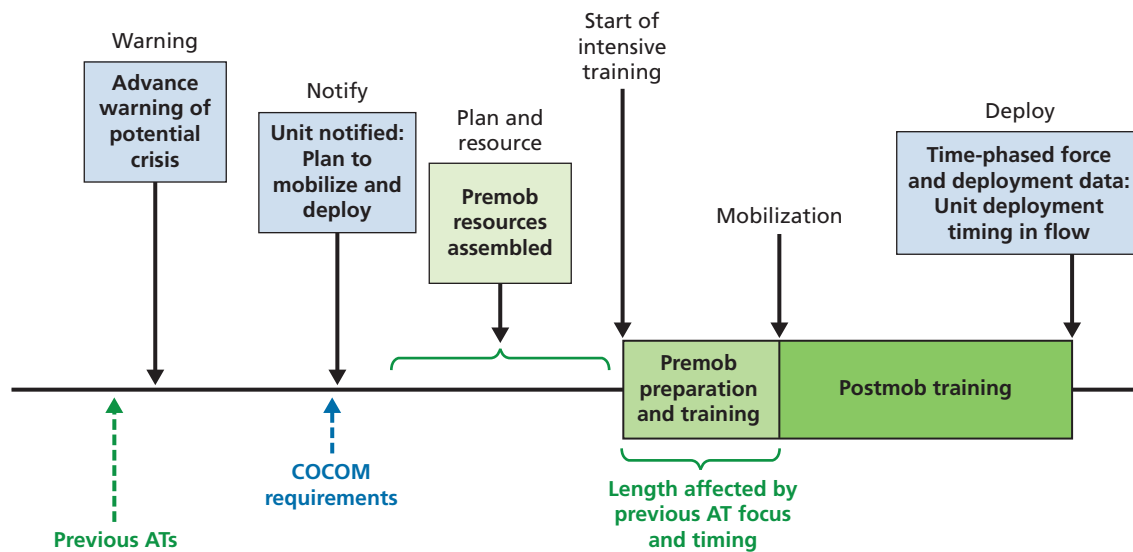 Warning
Advance
warning of
potential
crisis
Notify
Unit notified:
Plan to
mobilize and
deploy
Plan and
resource
Premob
resources
assembled
Start of
intensive
training
Mobilization
Deploy
Time-phased force
and deployment data:
Unit deployment
timing in flow
Premob
preparation
and training
Postmob training
Previous ATs
COCOM
requirements
Length affected by
previous AT focus
and timing